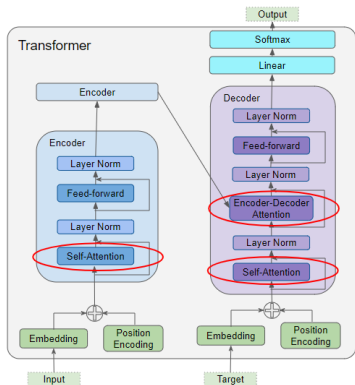 Output
Transformer
Softmax
Linear
Encoder
Decoder
Layer Norm
Feed-forward
Layer Norm
Encoder-Decoder
Attention
Layer Norm
Self-Attention
Encoder
Layer Norm
Feed-forward
Layer Norm
Self-Attention
Embedding
Position
Encoding
Embedding
Position
Encoding
Input
Target